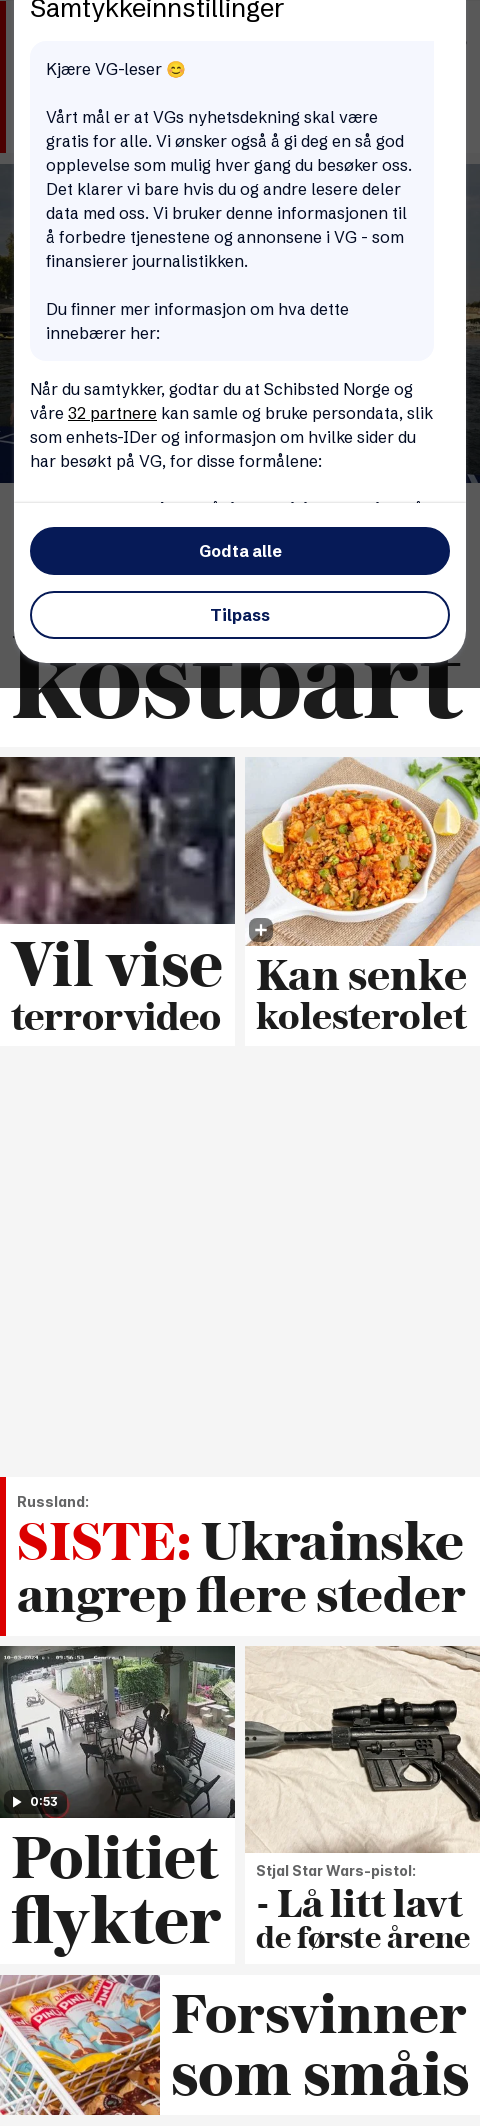 Samtykkeinnstillinger
Kjære VG-leser 😊
Vårt mål er at VGs nyhetsdekning skal være
gratis for alle. Vi ønsker også å gi deg en så god
opplevelse som mulig hver gang du besøker oss.
Det klarer vi bare hvis du og andre lesere deler
data med oss. Vi bruker denne informasjonen til
å forbedre tjenestene og annonsene i VG - som
finansierer journalistikken.
Du finner mer informasjon om hva dette
innebærer her:
Når du samtykker, godtar du at Schibsted Norge og
våre 32 partnere kan samle og bruke persondata, slik
som enhets-IDer og informasjon om hvilke sider du
har besøkt på VG, for disse formålene:
Godta alle
Tilpass
kostbart
Vil vise
terrorvideo
Kan senke
kolesterolet
Russland:
SISTE: Ukrainske
angrep flere steder
0:53
Politiet
flykter
Stjal Star Wars-pistol:
- Lå litt lavt
de første årene
Forsvinner
som småis